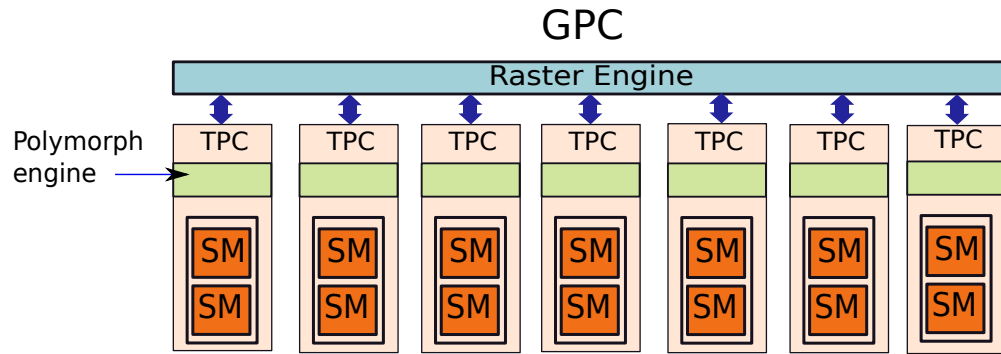 GPC
Raster Engine
Polymorph
engine
TPC TPC TPC TPC TPC TPC TPC
SM SM SM SM SM SM SM
SM SM SM SM SM SM SM